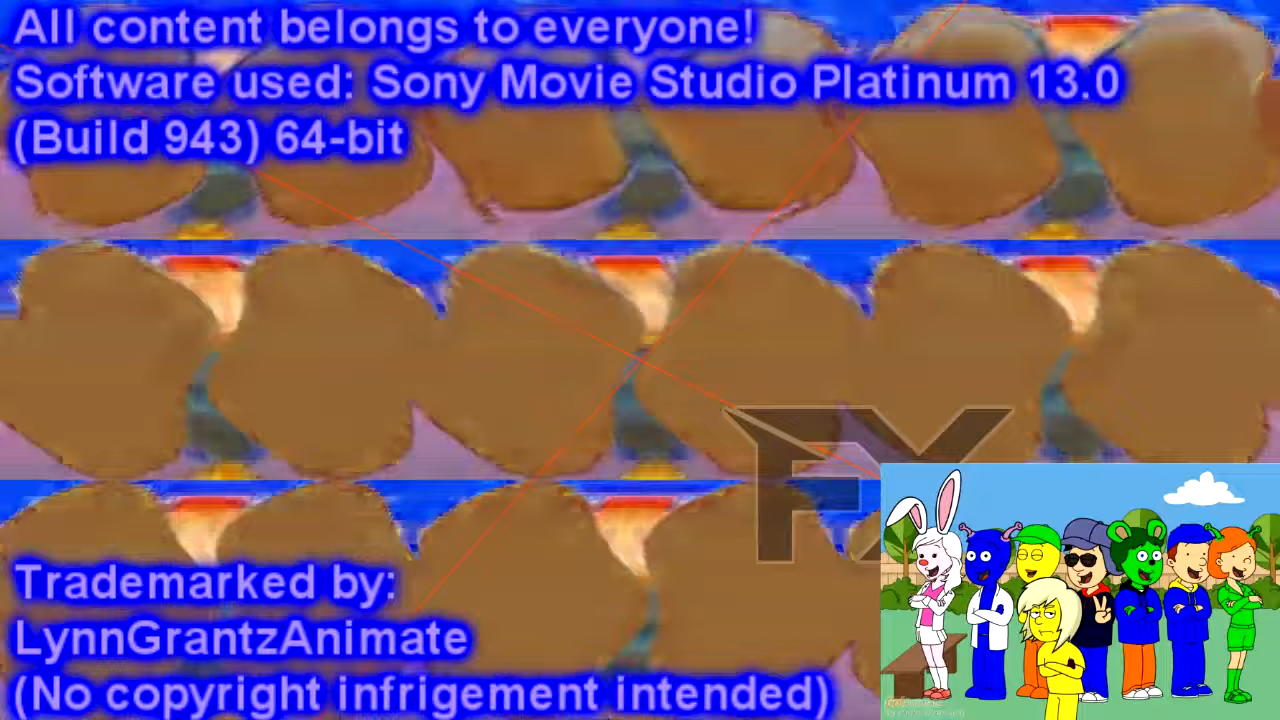 All content belongs to everyone!
Software used: Sony Movie Studio Platinum 13.0
(Build 943) 64-bit
FX
Trademarked by:
LynnGrantzAnimate
(No copyright infrigement intended)